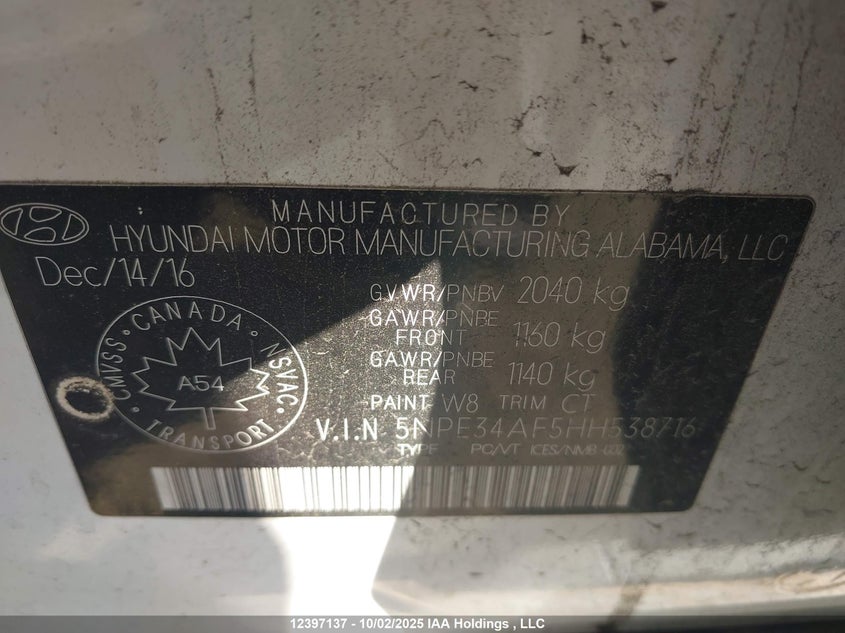 MANUFACTURED BY
HYUNDAI MOTOR MANUFACTURING ALABAMA, LLC
Dec/14/16
GVWR/PNBV 2040 kg
GAWR/PNBE FRONT 1160 kg
GAWR/PNBE REAR 1140 kg
PAINT W8 TRIM CT
V.I.N 5NPE34AF5HH538716
TYPE PC/VT ICES/NMB-002
CANADA
CMVSS • NSVAC
A54
TRANSPORT
12397137 - 10/02/2025 IAA Holdings , LLC